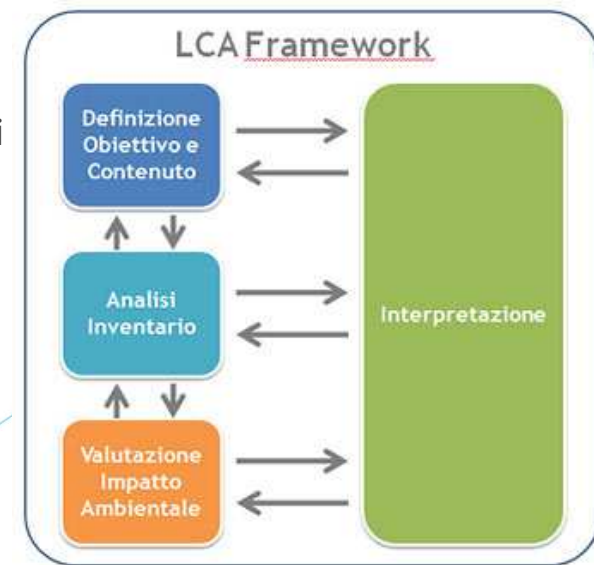 LCA Framework
Definizione
Obiettivo e
Contenuto
i
Analisi
Inventario
Interpretazione
Valutazione
Impatto
Ambientale